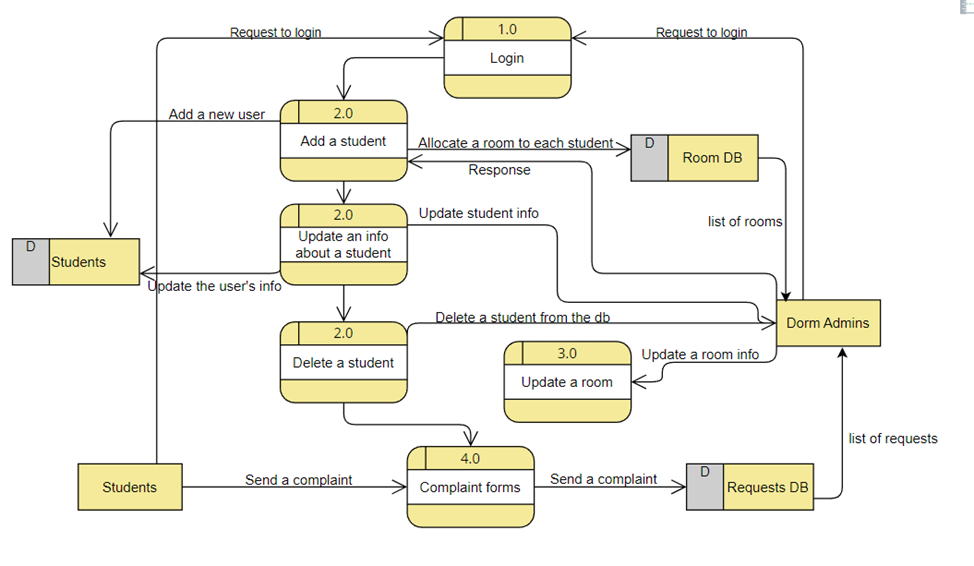 Request to login
1.0
Request to login
Login
2.0
Add a new user
Add a student
Allocate a room to each student
D
Room DB
Response
2.0
Update student info
list of rooms
Update an info
about a student
D
Students
Update the user's info
2.0
Delete a student from the db
Dorm Admins
Delete a student
3.0
Update a room info
Update a room
4.0
list of requests
Students
Send a complaint
Complaint forms
Send a complaint
D
Requests DB